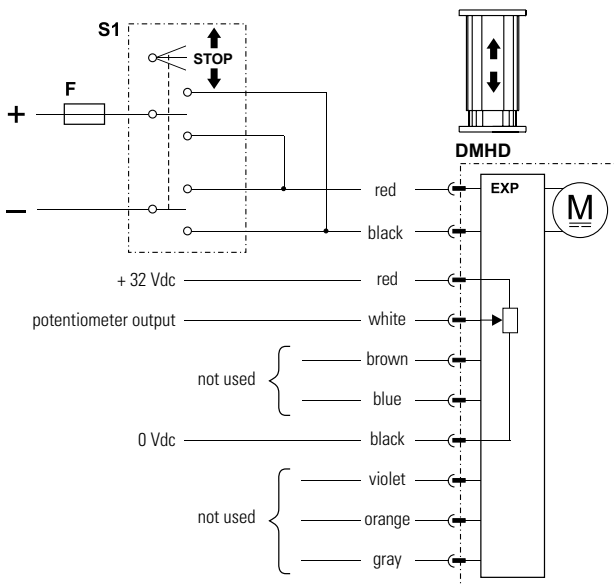 S1
STOP
F
+
–
DMHD
EXP
M
red
black
+ 32 Vdc
red
potentiometer output
white
not used
brown
blue
0 Vdc
black
not used
violet
orange
gray